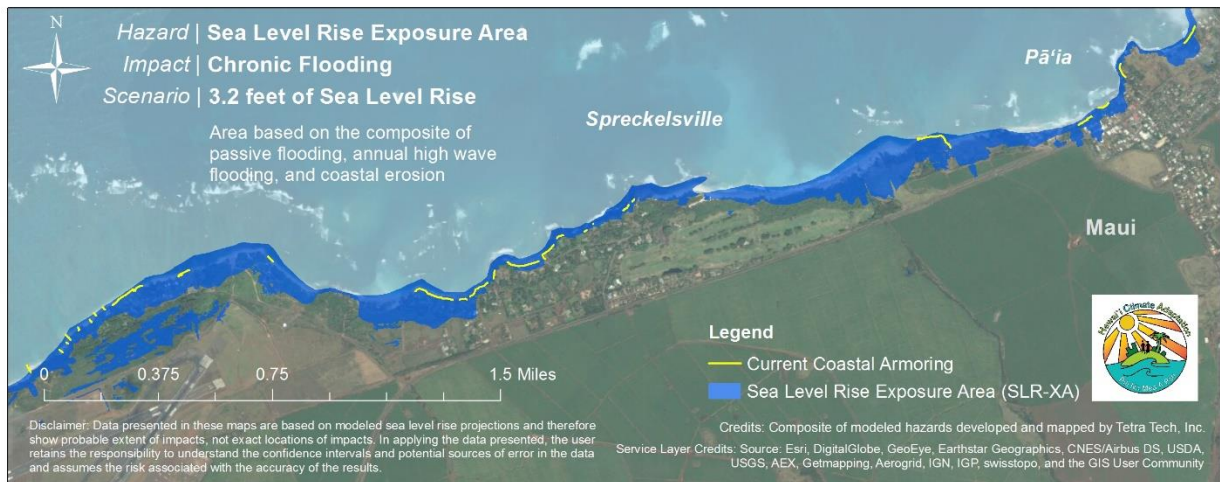 N
Hazard | Sea Level Rise Exposure Area
Impact | Chronic Flooding
Scenario | 3.2 feet of Sea Level Rise
Area based on the composite of
passive flooding, annual high wave
flooding, and coastal erosion
Pāʻia
Spreckelsville
Maui
Legend
Current Coastal Armoring
Sea Level Rise Exposure Area (SLR-XA)
0 0.375 0.75 1.5 Miles
Hawaiʻi Climate Adaptation
Disclaimer: Data presented in these maps are based on modeled sea level rise projections and therefore
show probable extent of impacts, not exact locations of impacts. In applying the data presented, the user
retains the responsibility to understand the confidence intervals and potential sources of error in the data
and assumes the risk associated with the accuracy of the results.
Credits: Composite of modeled hazards developed and mapped by Tetra Tech, Inc.
Service Layer Credits: Source: Esri, DigitalGlobe, GeoEye, Earthstar Geographics, CNES/Airbus DS, USDA,
USGS, AEX, Getmapping, Aerogrid, IGN, IGP, swisstopo, and the GIS User Community